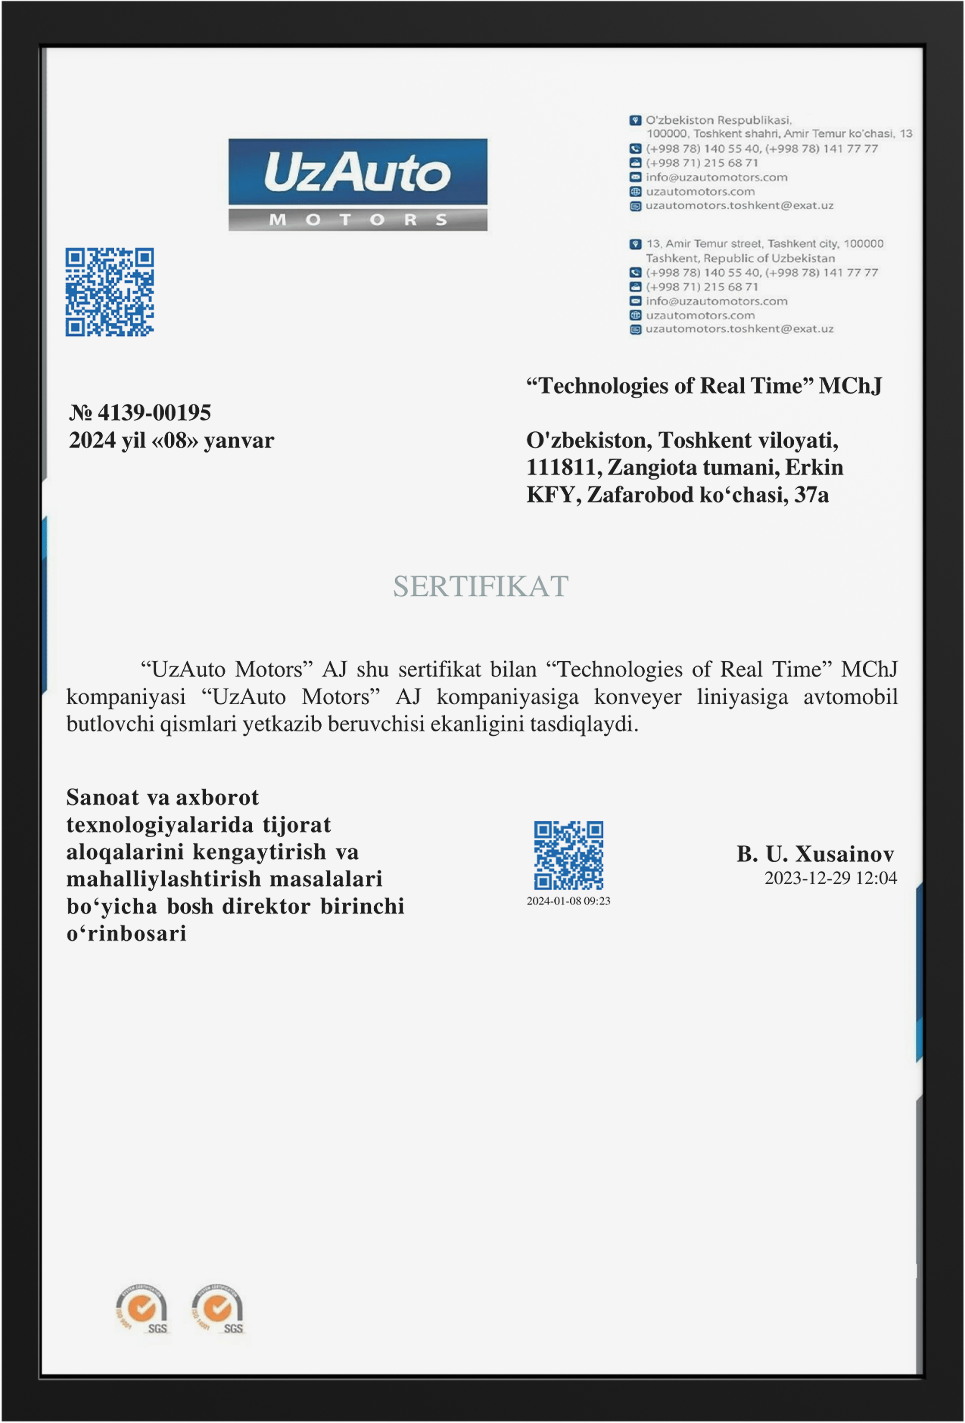 UzAuto
MOTORS
O'zbekiston Respublikasi,
100000, Toshkent shahri, Amir Temur ko'chasi, 13
(+998 78) 140 55 40, (+998 78) 141 77 77
(+998 71) 215 68 71
info@uzautomotors.com
uzautomotors.com
uzautomotors.toshkent@exat.uz
13, Amir Temur street, Tashkent city, 100000
Tashkent, Republic of Uzbekistan
(+998 78) 140 55 40, (+998 78) 141 77 77
(+998 71) 215 68 71
info@uzautomotors.com
uzautomotors.com
uzautomotors.toshkent@exat.uz
№ 4139-00195
2024 yil «08» yanvar
“Technologies of Real Time” MChJ
O'zbekiston, Toshkent viloyati,
111811, Zangiota tumani, Erkin
KFY, Zafarobod ko‘chasi, 37a
SERTIFIKAT
“UzAuto Motors” AJ shu sertifikat bilan “Technologies of Real Time” MChJ
kompaniyasi “UzAuto Motors” AJ kompaniyasiga konveyer liniyasiga avtomobil
butlovchi qismlari yetkazib beruvchisi ekanligini tasdiqlaydi.
Sanoat va axborot
texnologiyalarida tijorat
aloqalarini kengaytirish va
mahalliylashtirish masalalari
bo‘yicha bosh direktor birinchi
o‘rinbosari
2024-01-08 09:23
B. U. Xusainov
2023-12-29 12:04
SGS
SGS